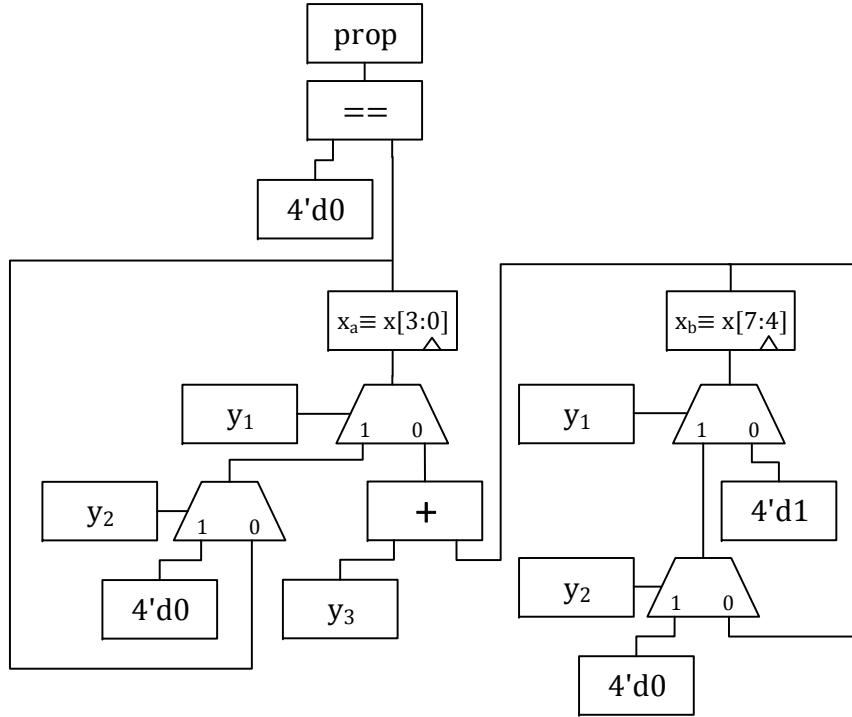 prop
==
4'd0
xₐ≡ x[3:0]
x_b≡ x[7:4]
y₁
1 0
y₁
1 0
y₂
1 0
+
4'd1
4'd0
y₃
y₂
1 0
4'd0